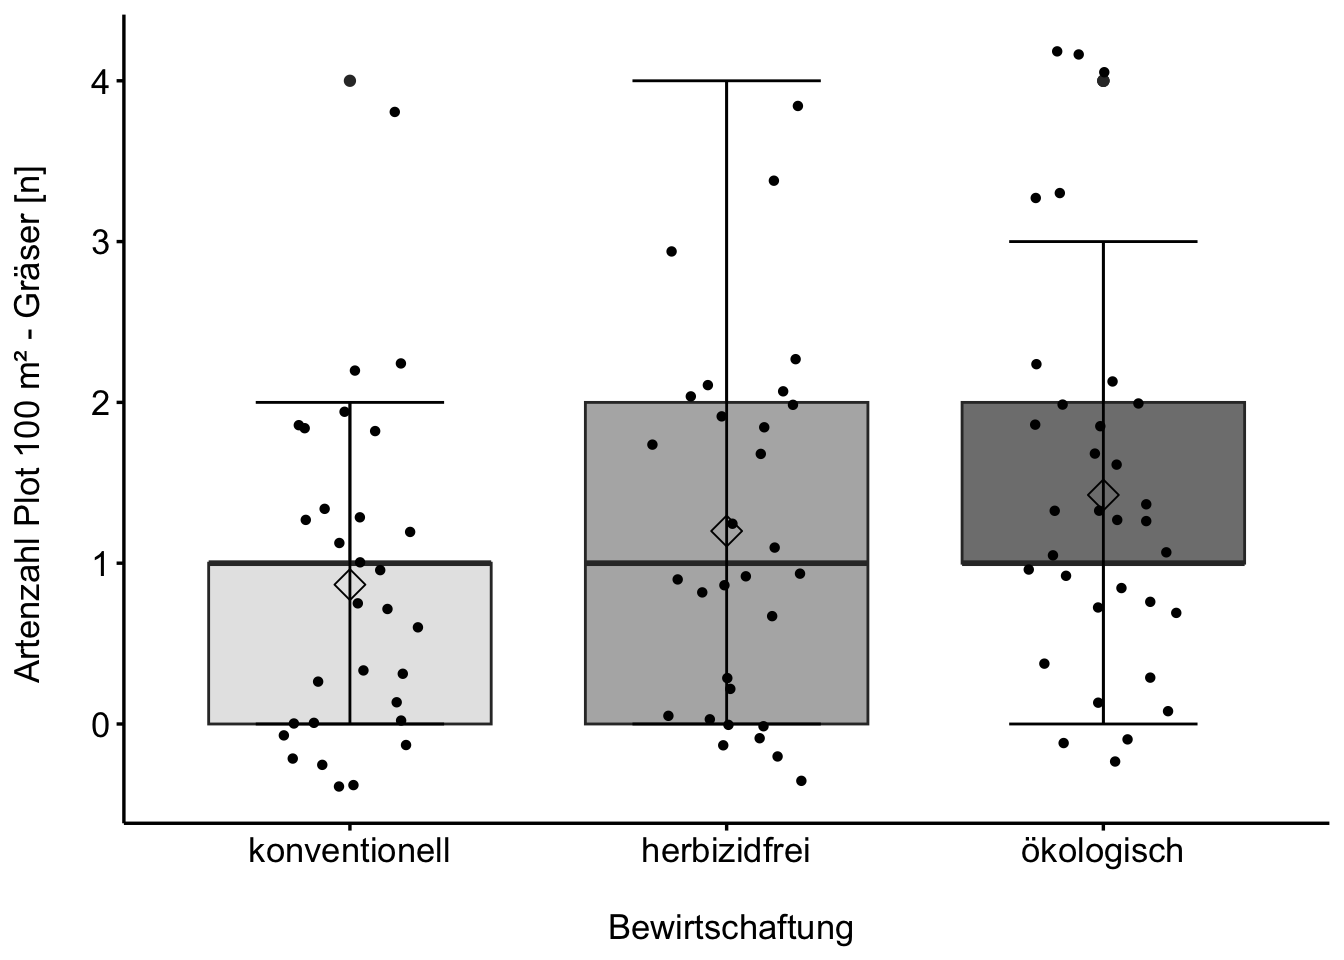 Artenzahl Plot 100 m² - Gräser [n]
4
3
2
1
0
konventionell herbizidfrei ökologisch
Bewirtschaftung